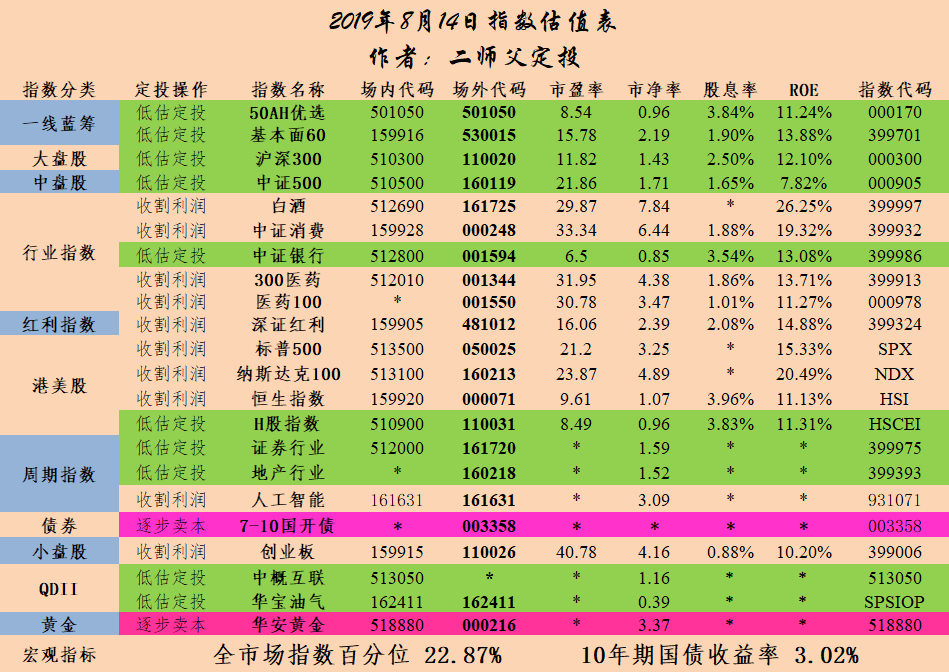 2019年8月14日指数估值表
作者：二师父定投
指数分类 定投操作 指数名称 场内代码 场外代码 市盈率 市净率 股息率 ROE 指数代码
一线蓝筹 低估定投 50AH优选 501050 501050 8.54 0.96 3.84% 11.24% 000170
低估定投 基本面60 159916 530015 15.78 2.19 1.90% 13.88% 399701
大盘股 低估定投 沪深300 510300 110020 11.82 1.43 2.50% 12.10% 000300
中盘股 低估定投 中证500 510500 160119 21.86 1.71 1.65% 7.82% 000905
行业指数 收割利润 白酒 512690 161725 29.87 7.84 * 26.25% 399997
收割利润 中证消费 159928 000248 33.34 6.44 1.88% 19.32% 399932
低估定投 中证银行 512800 001594 6.5 0.85 3.54% 13.08% 399986
收割利润 300医药 512010 001344 31.95 4.38 1.86% 13.71% 399913
收割利润 医药100 * 001550 30.78 3.47 1.01% 11.27% 000978
红利指数 收割利润 深证红利 159905 481012 16.06 2.39 2.08% 14.88% 399324
港美股 收割利润 标普500 513500 050025 21.2 3.25 * 15.33% SPX
收割利润 纳斯达克100 513100 160213 23.87 4.89 * 20.49% NDX
收割利润 恒生指数 159920 000071 9.61 1.07 3.96% 11.13% HSI
低估定投 H股指数 510900 110031 8.49 0.96 3.83% 11.31% HSCEI
周期指数 低估定投 证券行业 512000 161720 * 1.59 * * 399975
低估定投 地产行业 * 160218 * 1.52 * * 399393
收割利润 人工智能 161631 161631 * 3.09 * * 931071
债券 逐步卖本 7-10国开债 * 003358 * * * * 003358
小盘股 收割利润 创业板 159915 110026 40.78 4.16 0.88% 10.20% 399006
QDII 低估定投 中概互联 513050 * * 1.16 * * 513050
低估定投 华宝油气 162411 162411 * 0.39 * * SPSIOP
黄金 逐步卖本 华安黄金 518880 000216 * 3.37 * * 518880
宏观指标 全市场指数百分位 22.87% 10年期国债收益率 3.02%